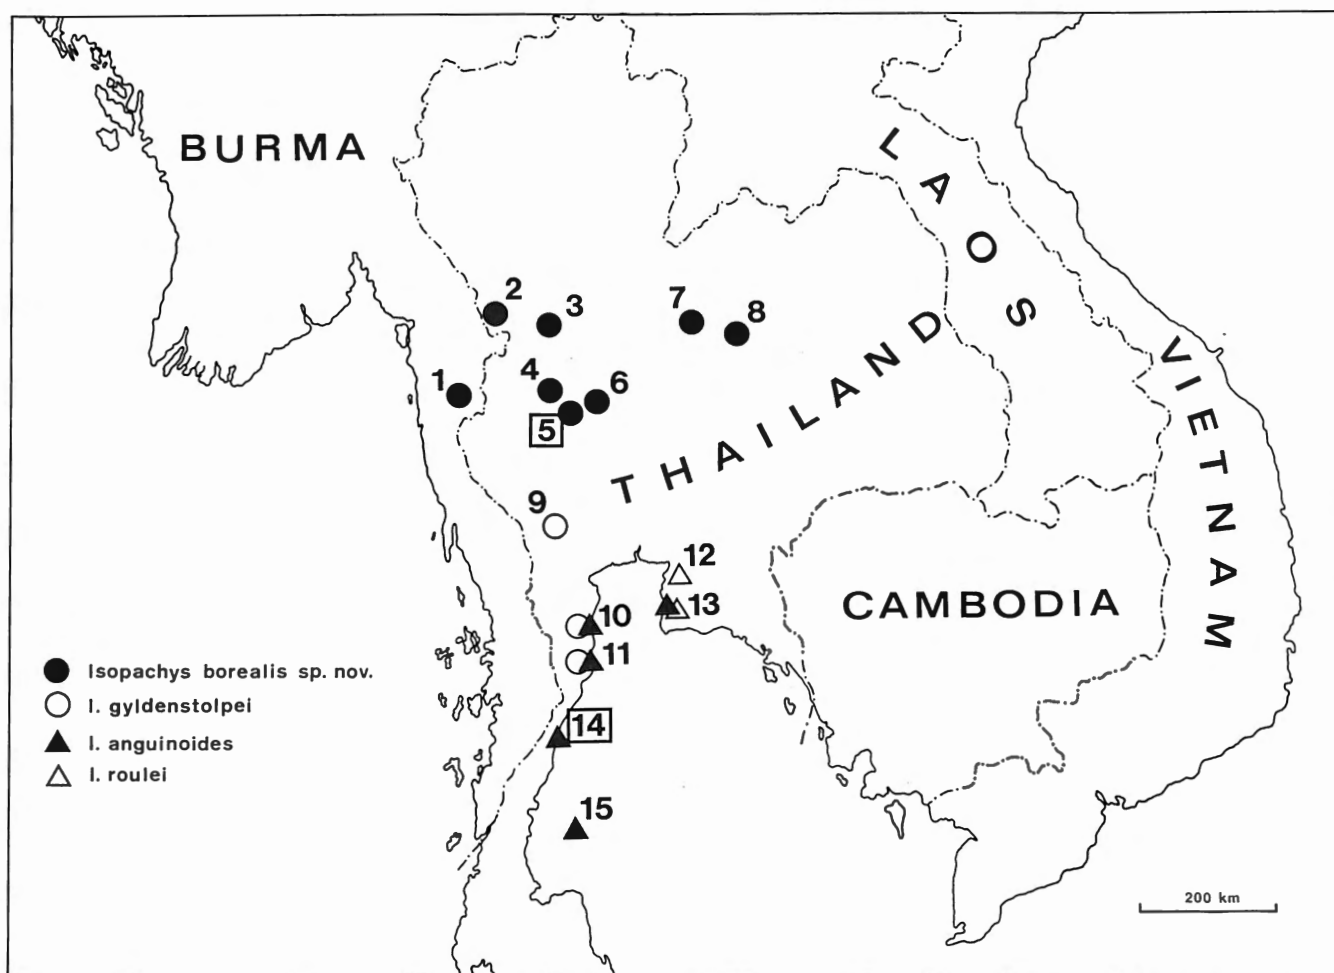 BURMA
LAOS
2
3
7
8
1
4
6
5
THAILAND
VIETNAM
9
12
CAMBODIA
13
10
11
14
15
Isopachys borealis sp. nov.
I. gyldenstolpei
I. anguinoides
I. roulei
200 km